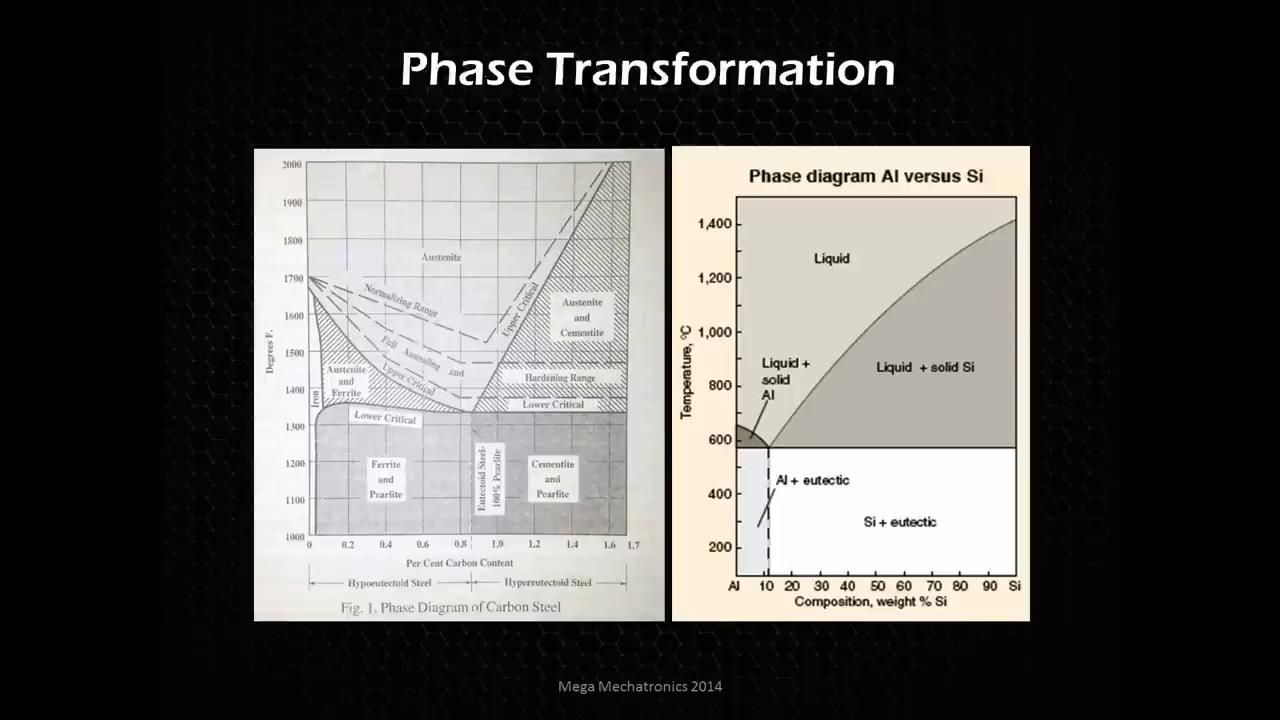 Phase Transformation
2000
1900
1800
1700
1600
1500
1400
1300
1200
1100
1000
Degrees F.
Austenite
Normalizing Range
Full Annealing and
Upper Critical
Upper Critical
Austenite
and
Cementite
Hardening Range
Lower Critical
Austenite
and
Ferrite
Iron
Lower Critical
Ferrite
and
Pearlite
Eutectoid Steel-
100% Pearlite
Cementite
and
Pearlite
0 0.2 0.4 0.6 0.8 1.0 1.2 1.4 1.6 1.7
Per Cent Carbon Content
Hypoeutectoid Steel Hypereutectoid Steel
Fig. 1. Phase Diagram of Carbon Steel
Phase diagram Al versus Si
1,400
1,200
1,000
800
600
400
200
Temperature, °C
Liquid
Liquid +
solid
Al
Liquid + solid Si
Al + eutectic
Si + eutectic
Al 10 20 30 40 50 60 70 80 90 Si
Composition, weight % Si
Mega Mechatronics 2014